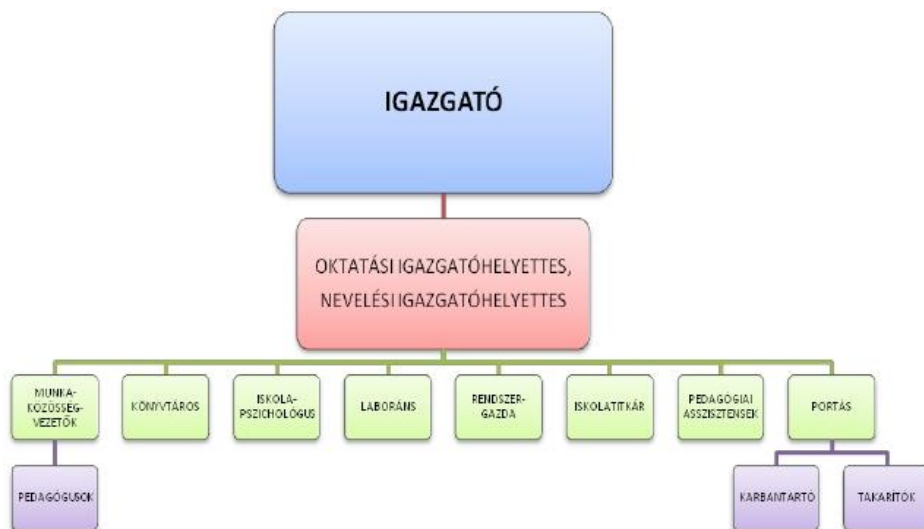 IGAZGATÓ
OKTATÁSI IGAZGATÓHELYETTES,
NEVELÉSI IGAZGATÓHELYETTES
MUNKA-
KÖZÖSSÉG-
VEZETŐK
KÖNYVTÁROS
ISKOLA-
PSZICHOLÓGUS
LABORÁNS
RENDSZER-
GAZDA
ISKOLATITKÁR
PEDAGÓGIAI
ASSZISZTENSEK
PORTÁS
PEDAGÓGUSOK
KARBANTARTÓ
TAKARÍTÓK